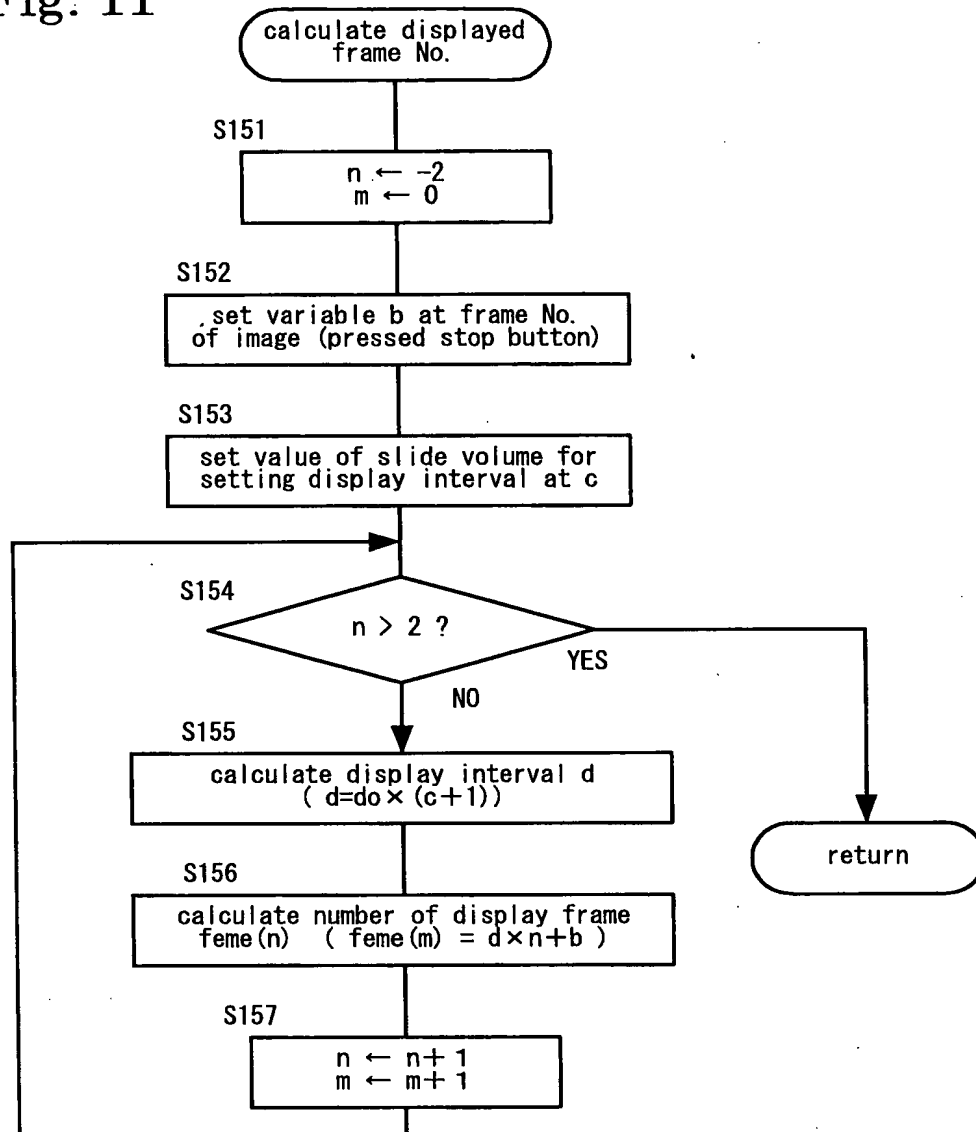 Fig. 11
calculate displayed
frame No.
S151
n ← -2
m ← 0
S152
set variable b at frame No.
of image (pressed stop button)
S153
set value of slide volume for
setting display interval at c
S154
n > 2 ?
YES
NO
S155
calculate display interval d
( d=do×(c+1))
return
S156
calculate number of display frame
feme(n) ( feme(m) = d×n+b )
S157
n ← n+1
m ← m+1